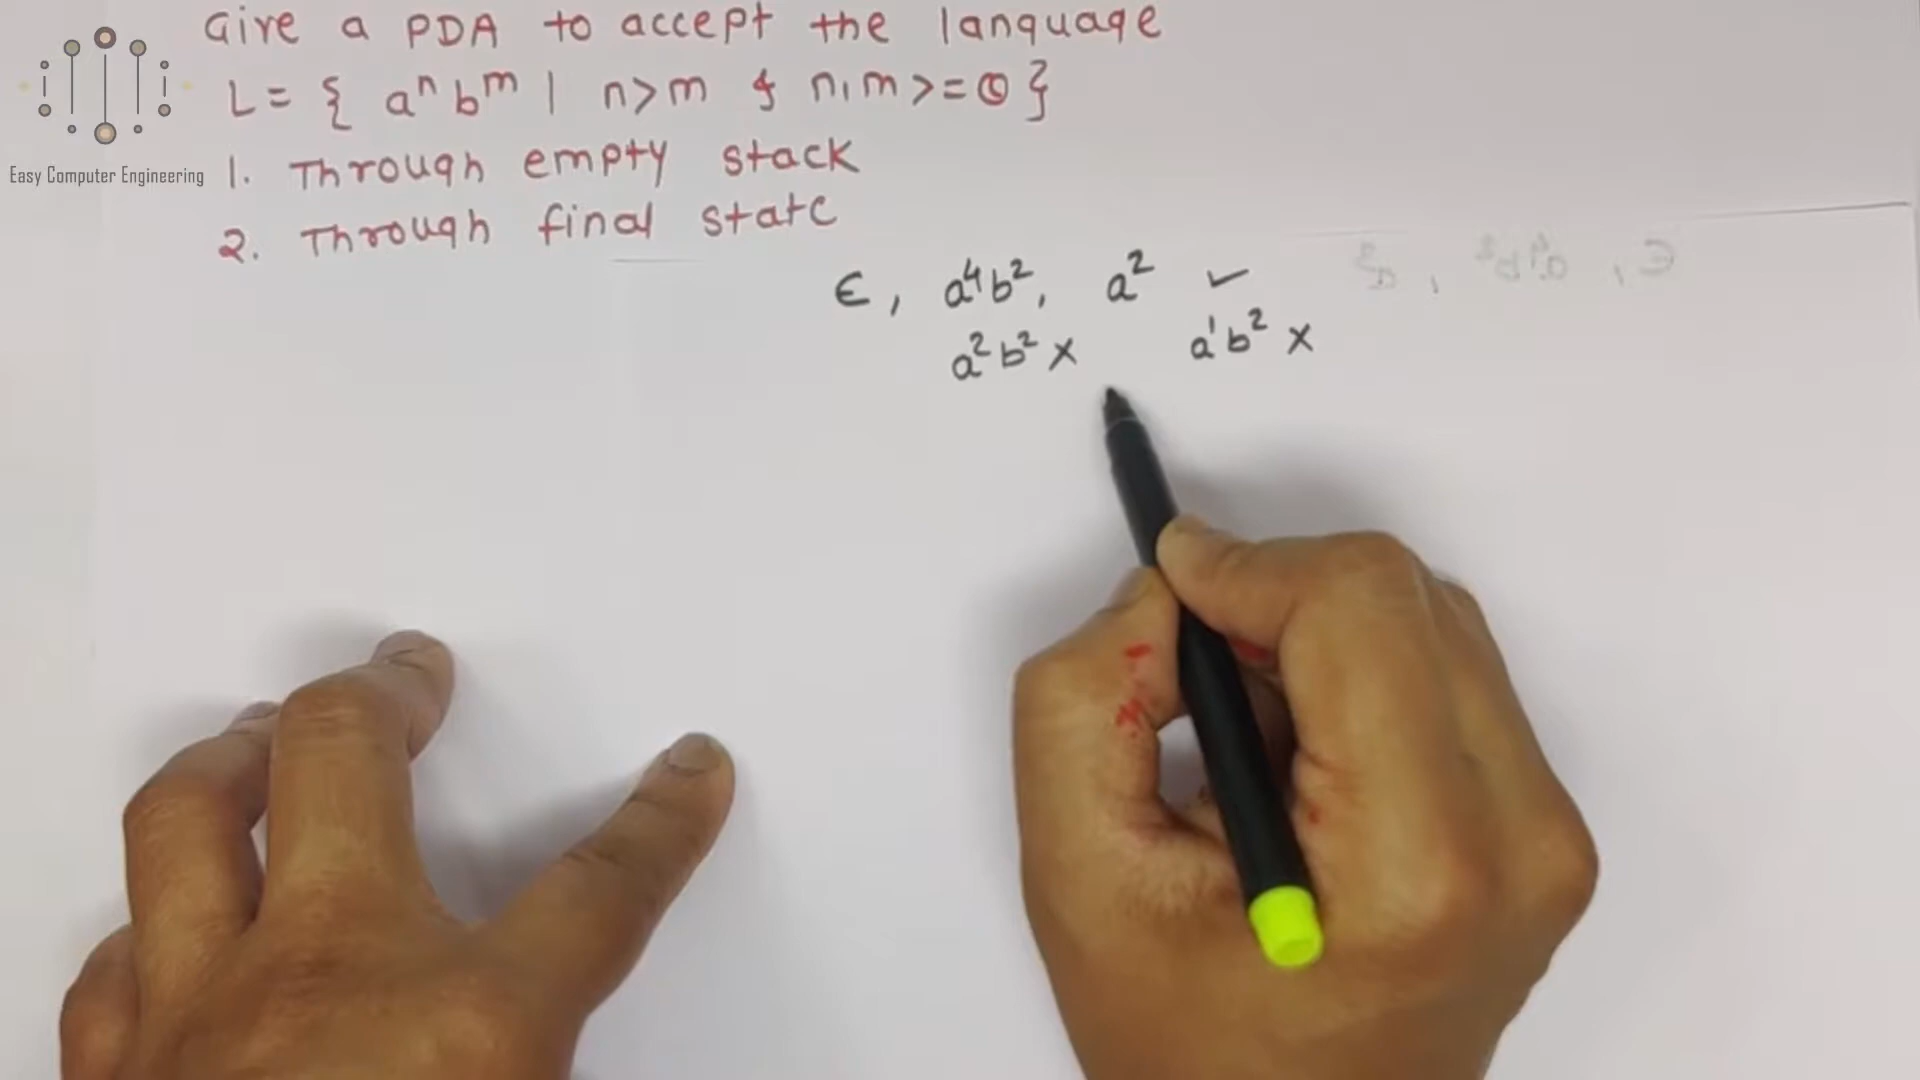 Give a PDA to accept the language
L = { aⁿ bᵐ | n>m & n,m >=0 }
Easy Computer Engineering
1. Through empty stack
2. Through final state
ϵ, a⁴b², a² ✓
a²b² x a¹b² x